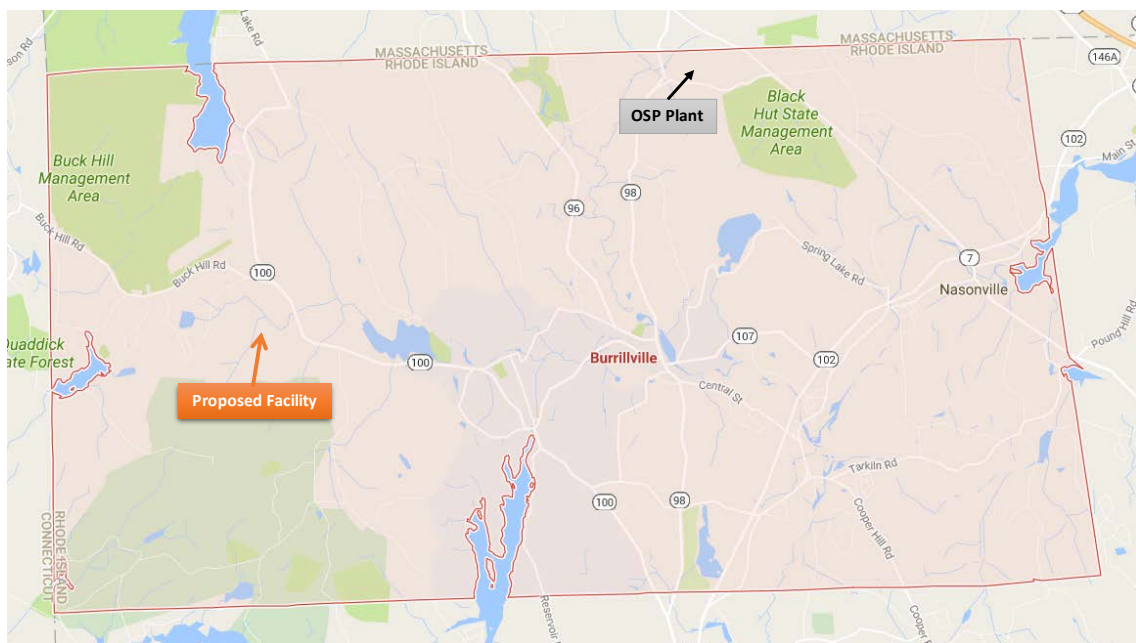 son Rd
Lake Rd
MASSACHUSETTS
RHODE ISLAND
MASSACHUSETTS
RHODE ISLAND
146A
OSP Plant
Black
Hut State
Management
Area
102
Main St
Buck Hill
Management
Area
98
96
Buck Hill Rd
Buck Hill Rd
100
Spring Lake Rd
7
Nasonville
Pound Hill Rd
Quaddick
ate Forest
100
Burrillville
107
102
Central St
Proposed Facility
Tarkiln Rd
100
98
Cooper Hill Rd
RHODE ISLAND
CONNECTICUT
Reservoir
Cooper